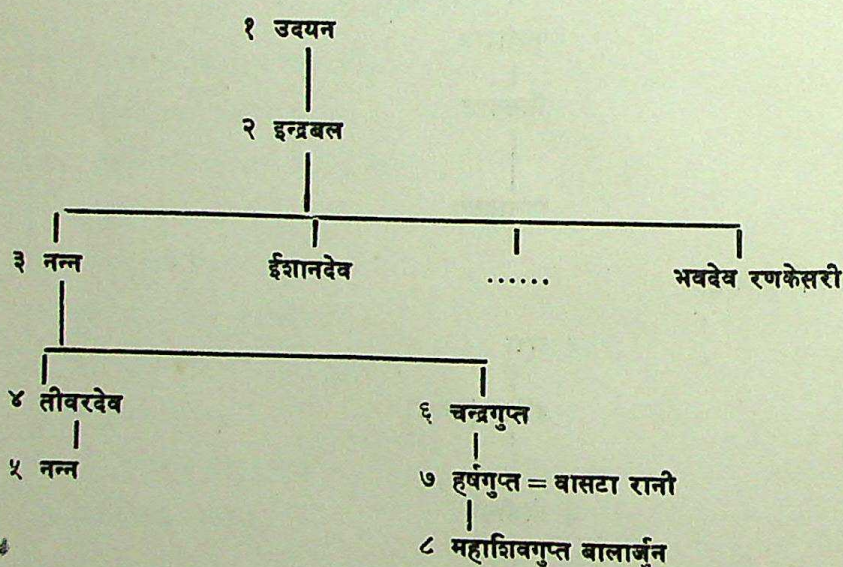 १ उदयन
२ इन्द्रबल
३ नन्न ईशानदेव ...... भवदेव रणकेसरी
४ तीवरदेव ६ चन्द्रगुप्त
५ नन्न ७ हर्षगुप्त = वासटा रानी
८ महाशिवगुप्त बालार्जुन